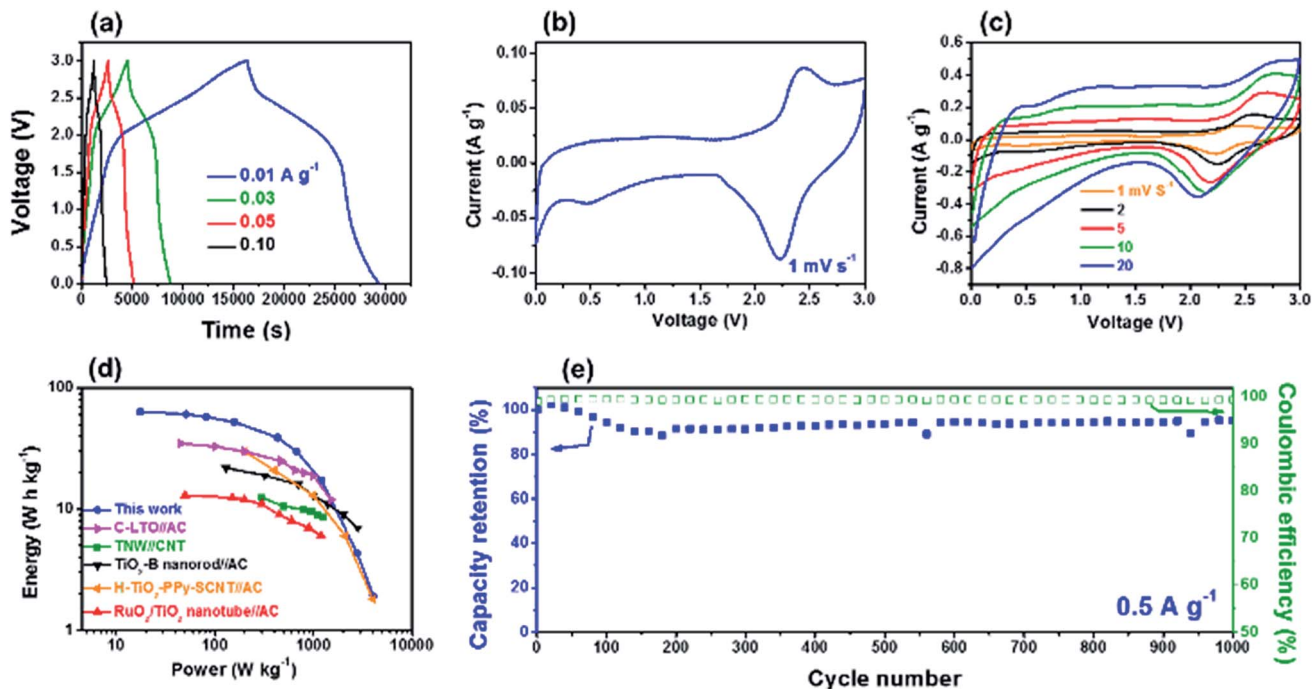 (a)
Voltage (V)
3.0
2.5
2.0
1.5
1.0
0.5
0.0
0.01 A g⁻¹
0.03
0.05
0.10
0 5000 10000 15000 20000 25000 30000
Time (s)
(b)
Current (A g⁻¹)
0.10
0.05
0.00
-0.05
-0.10
1 mV s⁻¹
0.0 0.5 1.0 1.5 2.0 2.5 3.0
Voltage (V)
(c)
Current (A g⁻¹)
0.6
0.4
0.2
0.0
-0.2
-0.4
-0.6
-0.8
1 mV S⁻¹
2
5
10
20
0.0 0.5 1.0 1.5 2.0 2.5 3.0
Voltage (V)
(d)
Energy (W h kg⁻¹)
100
10
1
This work
C-LTO//AC
TNW//CNT
TiO₂-B nanorod//AC
H-TiO₂-PPy-SCNT//AC
RuO₂/TiO₂ nanotube//AC
10 100 1000 10000
Power (W kg⁻¹)
(e)
Capacity retention (%)
100
80
60
40
20
0
0.5 A g⁻¹
0 100 200 300 400 500 600 700 800 900 1000
Cycle number
100
90
80
70
60
50
Coulombic efficiency (%)